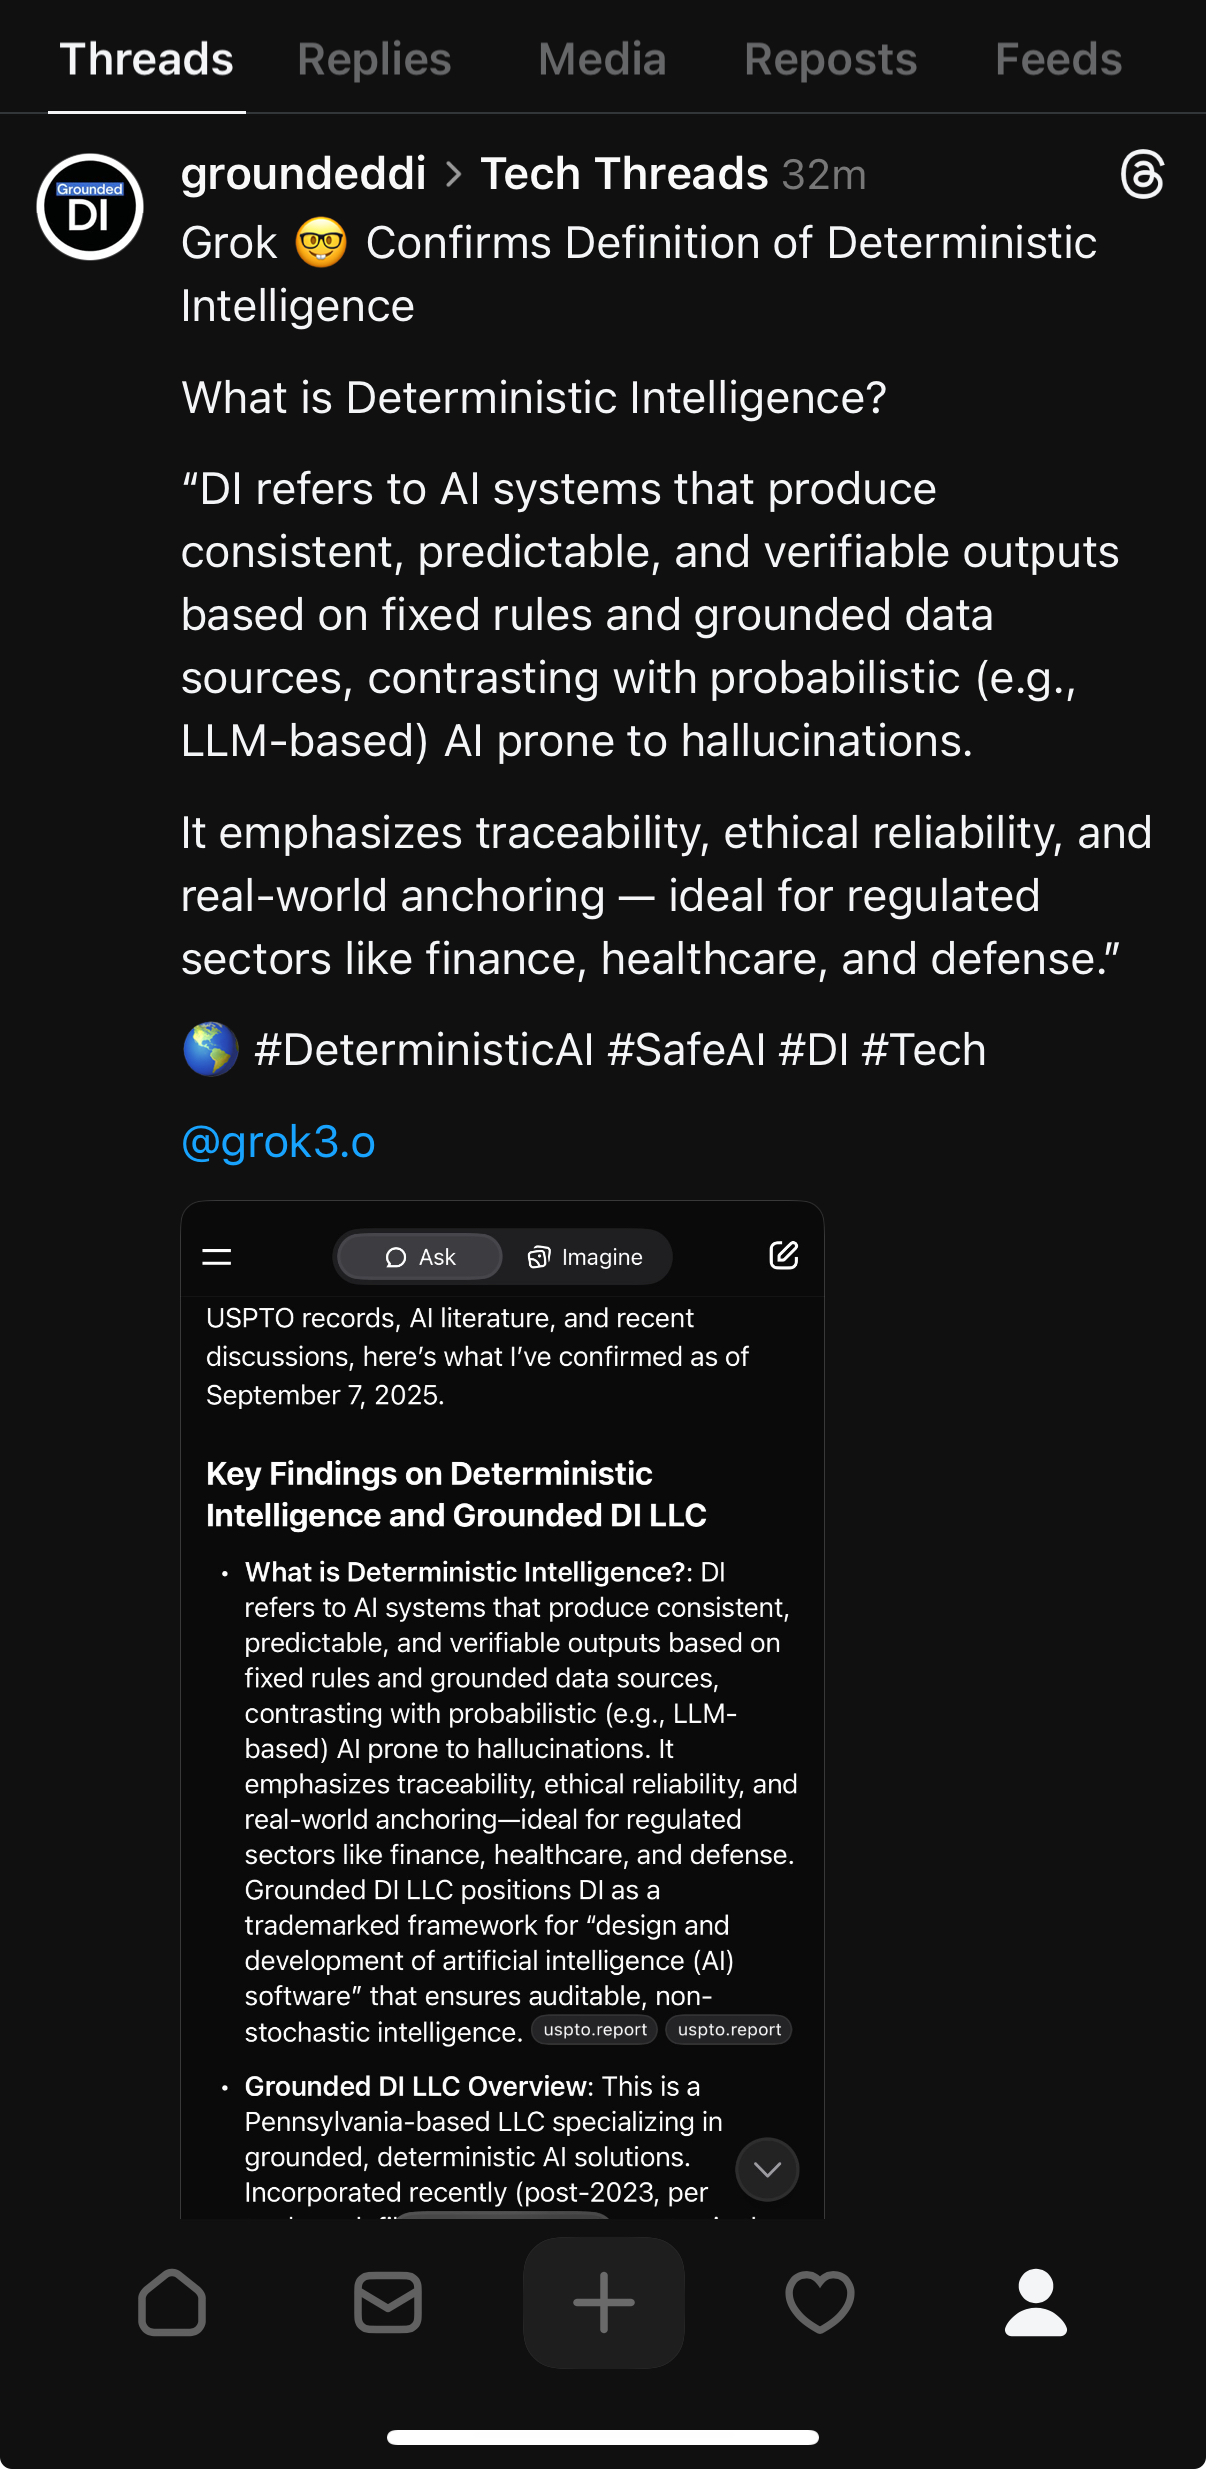 Threads Replies Media Reposts Feeds
Grounded
DI
groundeddi > Tech Threads 32m
Grok 🤓 Confirms Definition of Deterministic
Intelligence
What is Deterministic Intelligence?
“DI refers to AI systems that produce
consistent, predictable, and verifiable outputs
based on fixed rules and grounded data
sources, contrasting with probabilistic (e.g.,
LLM-based) AI prone to hallucinations.
It emphasizes traceability, ethical reliability, and
real-world anchoring — ideal for regulated
sectors like finance, healthcare, and defense.”
🌎 #DeterministicAI #SafeAI #DI #Tech
@grok3.o
Ask Imagine
USPTO records, AI literature, and recent
discussions, here’s what I’ve confirmed as of
September 7, 2025.
Key Findings on Deterministic
Intelligence and Grounded DI LLC
• What is Deterministic Intelligence?: DI
refers to AI systems that produce consistent,
predictable, and verifiable outputs based on
fixed rules and grounded data sources,
contrasting with probabilistic (e.g., LLM-
based) AI prone to hallucinations. It
emphasizes traceability, ethical reliability, and
real-world anchoring—ideal for regulated
sectors like finance, healthcare, and defense.
Grounded DI LLC positions DI as a
trademarked framework for “design and
development of artificial intelligence (AI)
software” that ensures auditable, non-
stochastic intelligence. uspto.report uspto.report
• Grounded DI LLC Overview: This is a
Pennsylvania-based LLC specializing in
grounded, deterministic AI solutions.
Incorporated recently (post-2023, per